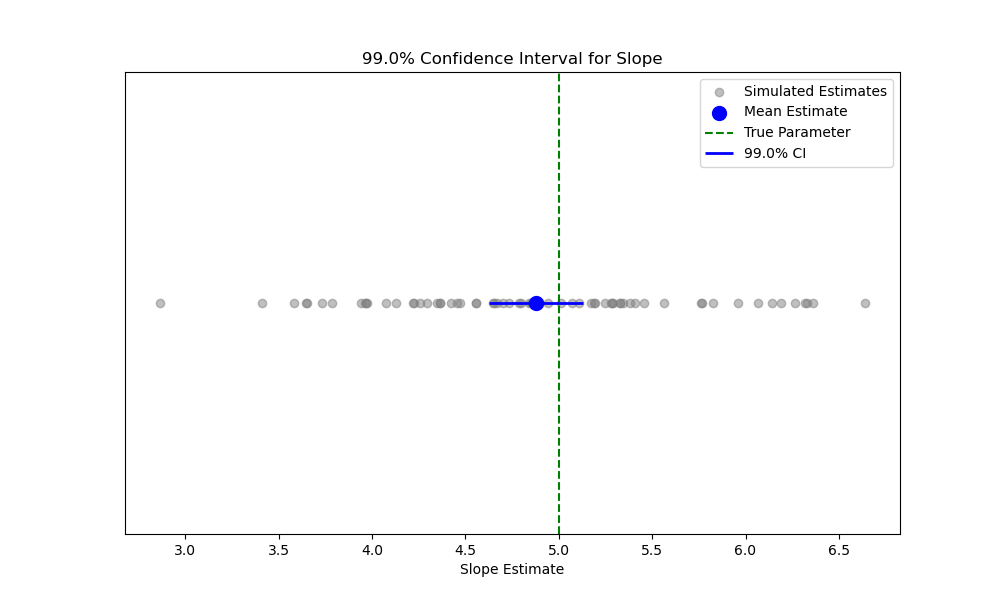 99.0% Confidence Interval for Slope
Simulated Estimates
Mean Estimate
True Parameter
99.0% CI
3.0 3.5 4.0 4.5 5.0 5.5 6.0 6.5
Slope Estimate